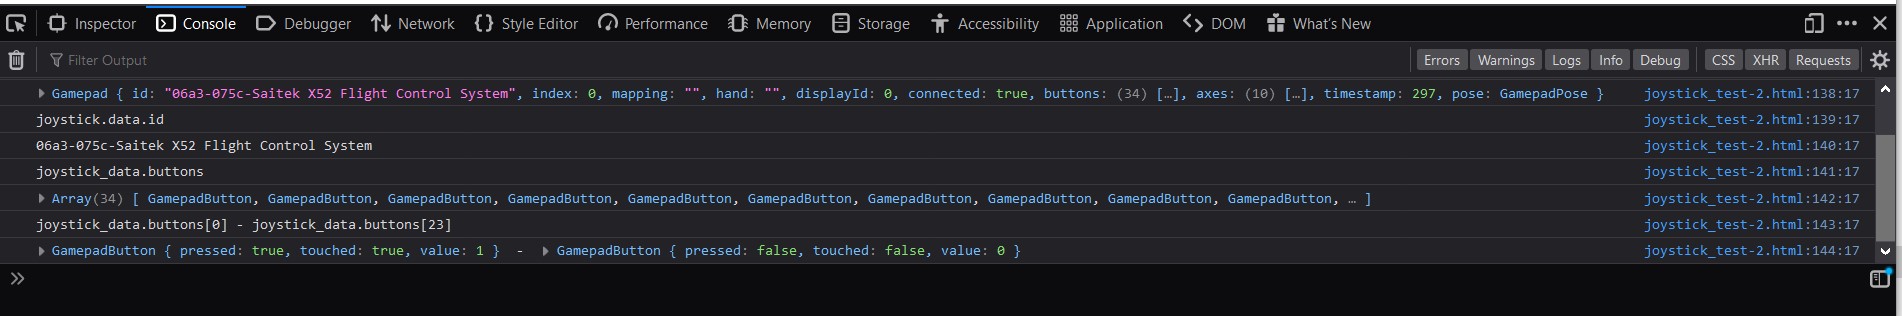 Inspector Console Debugger Network Style Editor Performance Memory Storage Accessibility Application DOM What's New
Filter Output Errors Warnings Logs Info Debug CSS XHR Requests
Gamepad { id: "06a3-075c-Saitek X52 Flight Control System", index: 0, mapping: "", hand: "", displayId: 0, connected: true, buttons: (34) […], axes: (10) […], timestamp: 297, pose: GamepadPose } joystick_test-2.html:138:17
joystick.data.id joystick_test-2.html:139:17
06a3-075c-Saitek X52 Flight Control System joystick_test-2.html:140:17
joystick_data.buttons joystick_test-2.html:141:17
Array(34) [ GamepadButton, GamepadButton, GamepadButton, GamepadButton, GamepadButton, GamepadButton, GamepadButton, GamepadButton, GamepadButton, GamepadButton, … ] joystick_test-2.html:142:17
joystick_data.buttons[0] - joystick_data.buttons[23] joystick_test-2.html:143:17
GamepadButton { pressed: true, touched: true, value: 1 } - GamepadButton { pressed: false, touched: false, value: 0 } joystick_test-2.html:144:17